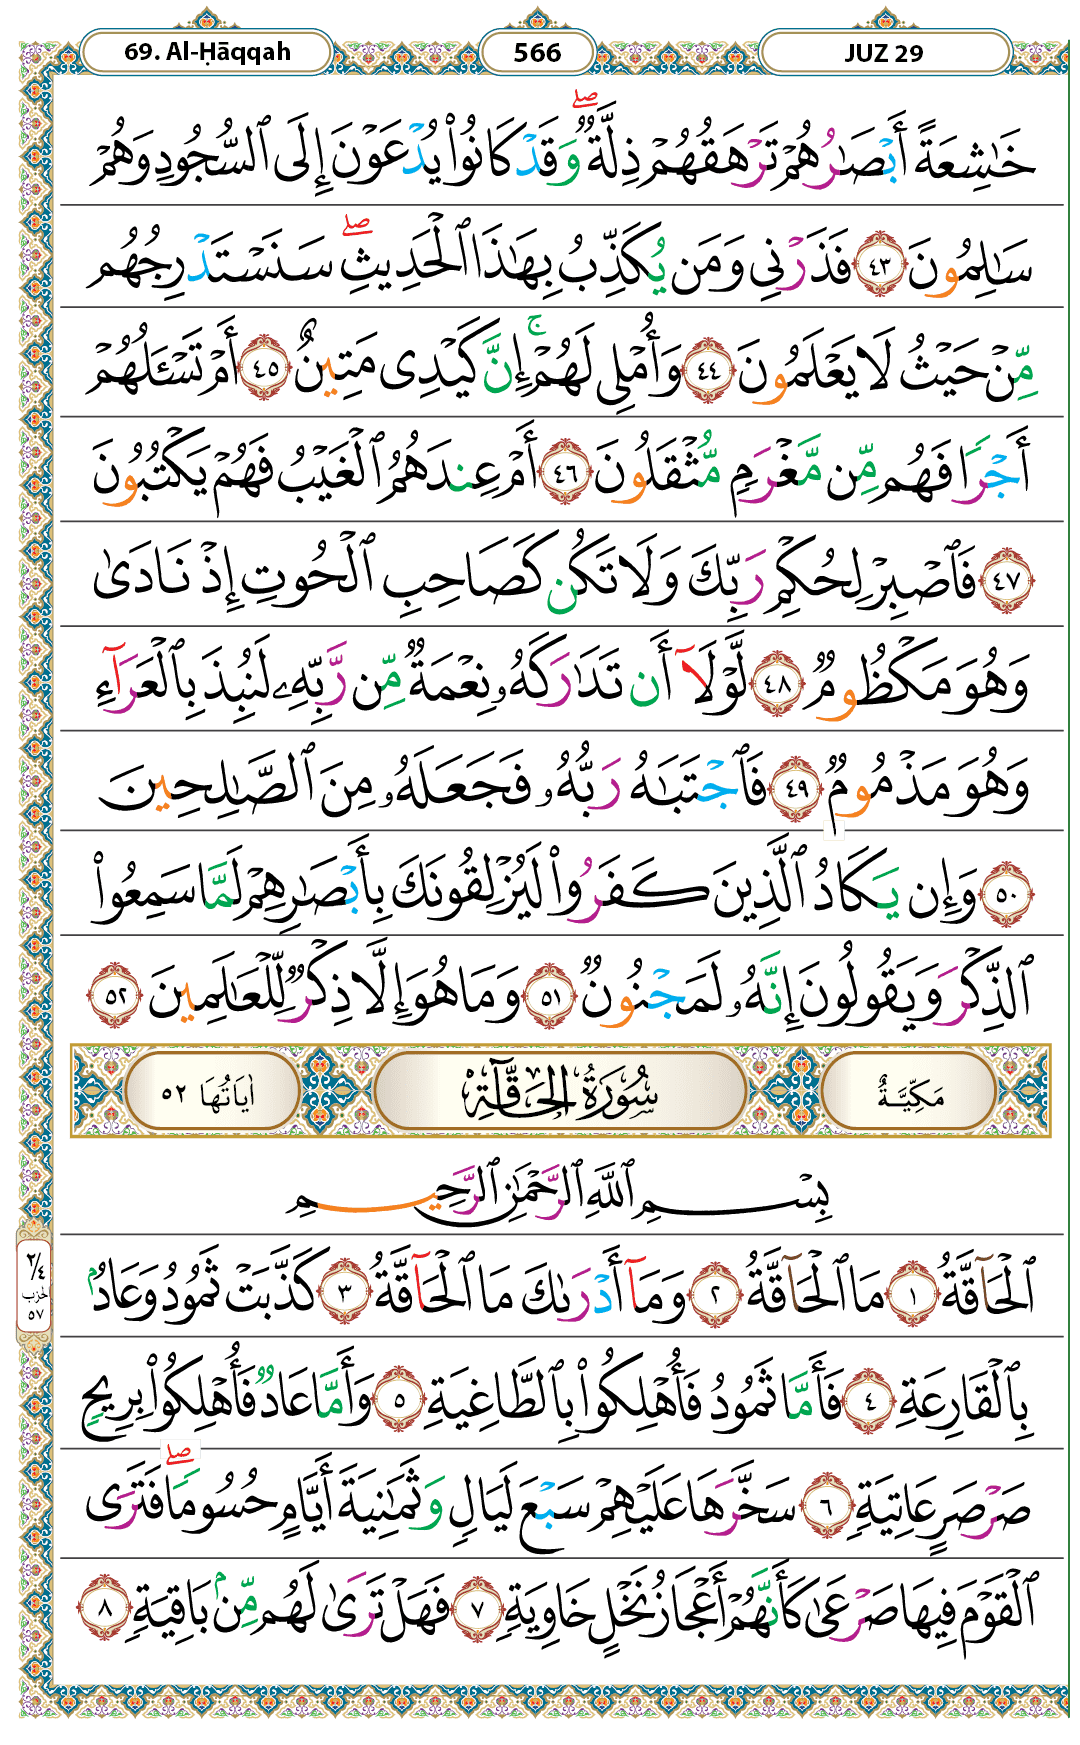 69. Al-Ḥāqqah
566
JUZ 29
خَٰشِعَةً أَبْصَٰرُهُمْ تَرْهَقُهُمْ ذِلَّةٌۭ ۖ وَقَدْ كَانُوا۟ يُدْعَوْنَ إِلَى ٱلسُّجُودِ وَهُمْ
سَٰلِمُونَ ٤٣ فَذَرْنِى وَمَن يُكَذِّبُ بِهَٰذَا ٱلْحَدِيثِ ۖ سَنَسْتَدْرِجُهُم
مِّنْ حَيْثُ لَا يَعْلَمُونَ ٤٤ وَأُمْلِى لَهُمْ ۚ إِنَّ كَيْدِى مَتِينٌ ٤٥ أَمْ تَسْـَٔلُهُمْ
أَجْرًۭا فَهُم مِّن مَّغْرَمٍۢ مُّثْقَلُونَ ٤٦ أَمْ عِندَهُمُ ٱلْغَيْبُ فَهُمْ يَكْتُبُونَ
٤٧ فَٱصْبِرْ لِحُكْمِ رَبِّكَ وَلَا تَكُن كَصَاحِبِ ٱلْحُوتِ إِذْ نَادَىٰ
وَهُوَ مَكْظُومٌۭ ٤٨ لَّوْلَآ أَن تَدَٰرَكَهُۥ نِعْمَةٌۭ مِّن رَّبِّهِۦ لَنُبِذَ بِٱلْعَرَآءِ
وَهُوَ مَذْمُومٌۭ ٤٩ فَٱجْتَبَٰهُ رَبُّهُۥ فَجَعَلَهُۥ مِنَ ٱلصَّٰلِحِينَ
٥٠ وَإِن يَكَادُ ٱلَّذِينَ كَفَرُوا۟ لَيُزْلِقُونَكَ بِأَبْصَٰرِهِمْ لَمَّا سَمِعُوا۟
ٱلذِّكْرَ وَيَقُولُونَ إِنَّهُۥ لَمَجْنُونٌۭ ٥١ وَمَا هُوَ إِلَّا ذِكْرٌۭ لِّلْعَٰلَمِينَ ٥٢
مَكِّيَّةٌ
سُورَةُ الحَاقَّةِ
اٰيَاتُهَا ٥٢
بِسْمِ ٱللَّهِ ٱلرَّحْمَٰنِ ٱلرَّحِيمِ
ٱلْحَآقَّةُ ١ مَا ٱلْحَآقَّةُ ٢ وَمَآ أَدْرَىٰكَ مَا ٱلْحَآقَّةُ ٣ كَذَّبَتْ ثَمُودُ وَعَادٌۢ
بِٱلْقَارِعَةِ ٤ فَأَمَّا ثَمُودُ فَأُهْلِكُوا۟ بِٱلطَّاغِيَةِ ٥ وَأَمَّا عَادٌۭ فَأُهْلِكُوا۟ بِرِيحٍۢ
صَرْصَرٍ عَاتِيَةٍۢ ٦ سَخَّرَهَا عَلَيْهِمْ سَبْعَ لَيَالٍۢ وَثَمَٰنِيَةَ أَيَّامٍ حُسُومًۭا ۖ فَتَرَى
ٱلْقَوْمَ فِيهَا صَرْعَىٰ كَأَنَّهُمْ أَعْجَازُ نَخْلٍ خَاوِيَةٍۢ ٧ فَهَلْ تَرَىٰ لَهُم مِّنۢ بَاقِيَةٍۢ ٨
٢/٤
حزب
٥٧